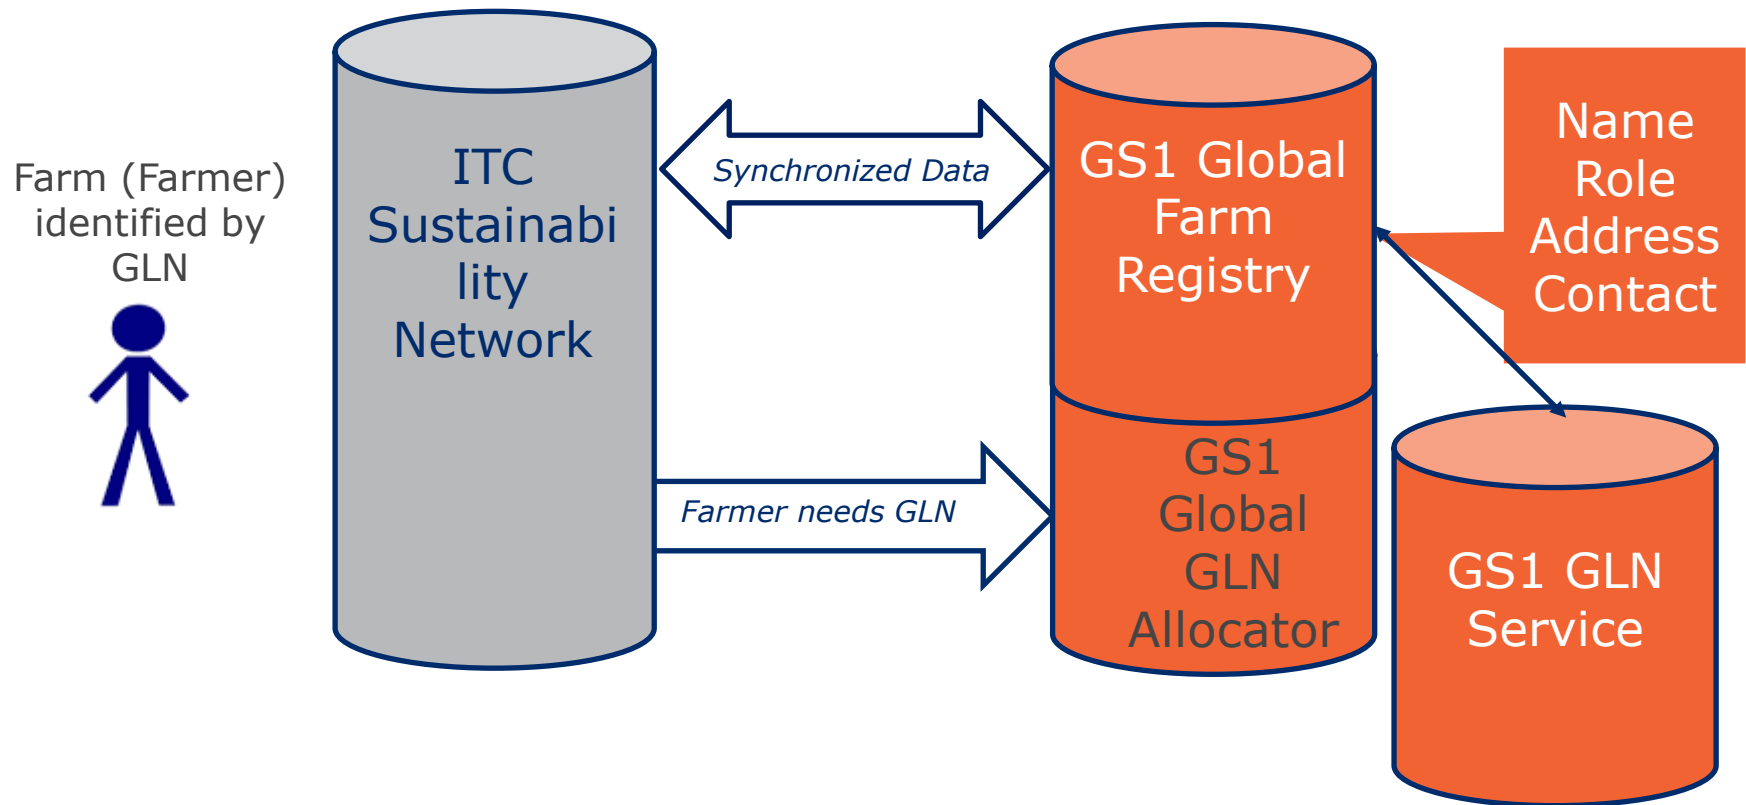 Farm (Farmer)
identified by
GLN
ITC
Sustainabi
lity
Network
Synchronized Data
Farmer needs GLN
GS1 Global
Farm
Registry
GS1
Global
GLN
Allocator
Name
Role
Address
Contact
GS1 GLN
Service